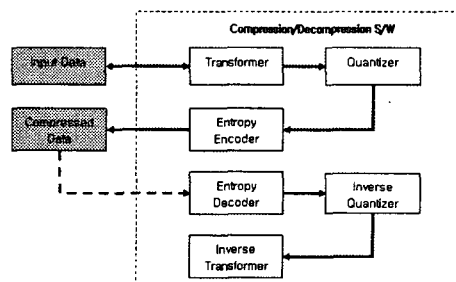 Compression/Decompression S/W
Input Data
Transformer
Quantizer
Compressed
Data
Entropy
Encoder
Entropy
Decoder
Inverse
Quantizer
Inverse
Transformer